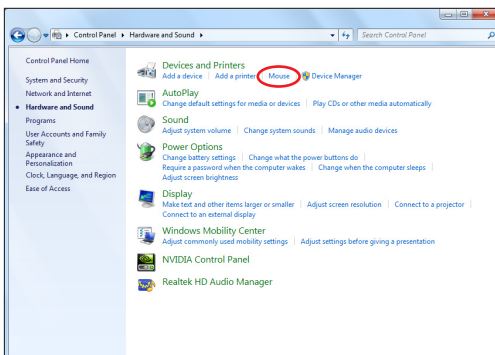 Control Panel ▸ Hardware and Sound ▸
Search Control Panel
Control Panel Home
System and Security
Network and Internet
Hardware and Sound
Programs
User Accounts and Family
Safety
Appearance and
Personalization
Clock, Language, and Region
Ease of Access
Devices and Printers
Add a device | Add a printer | Mouse | Device Manager
AutoPlay
Change default settings for media or devices | Play CDs or other media automatically
Sound
Adjust system volume | Change system sounds | Manage audio devices
Power Options
Change battery settings | Change what the power buttons do |
Require a password when the computer wakes | Change when the computer sleeps |
Adjust screen brightness
Display
Make text and other items larger or smaller | Adjust screen resolution | Connect to a projector |
Connect to an external display
Windows Mobility Center
Adjust commonly used mobility settings | Adjust settings before giving a presentation
NVIDIA Control Panel
Realtek HD Audio Manager